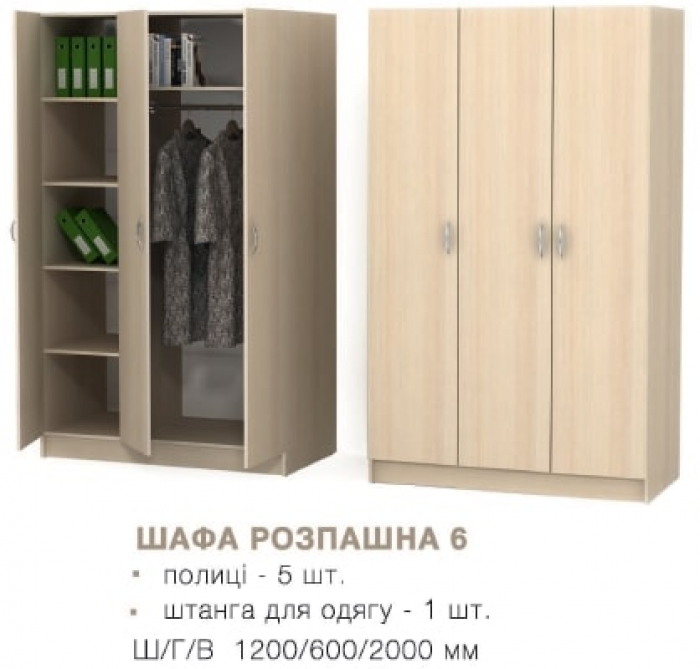 ШАФА РОЗПАШНА 6
▪ полиці - 5 шт.
▪ штанга для одягу - 1 шт.
Ш/Г/В 1200/600/2000 мм